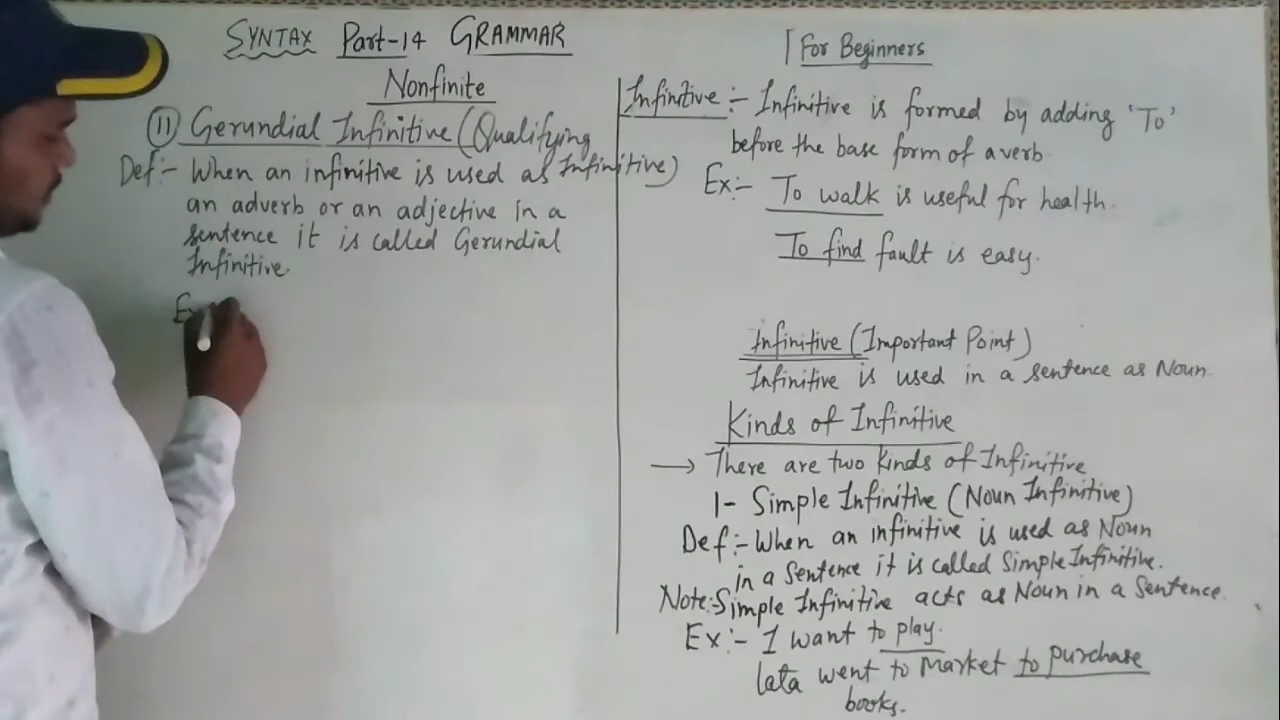 SYNTAX Part-14 GRAMMAR
For Beginners
Nonfinite
(11) Gerundial Infinitive (Qualifying
Infinitive)
Def:- When an infinitive is used as
an adverb or an adjective in a
sentence it is called Gerundial
Infinitive.
Ex
Infinitive:- Infinitive is formed by adding 'To'
before the base form of a verb.
Ex:- To walk is useful for health.
To find fault is easy.
Infinitive (Important Point)
Infinitive is used in a sentence as Noun.
Kinds of Infinitive
→ There are two kinds of Infinitive
1- Simple Infinitive (Noun Infinitive)
Def:- When an infinitive is used as Noun
in a sentence it is called Simple Infinitive.
Note:- Simple Infinitive acts as Noun in a Sentence.
Ex:- I want to play.
Lata went to Market to purchase
books.